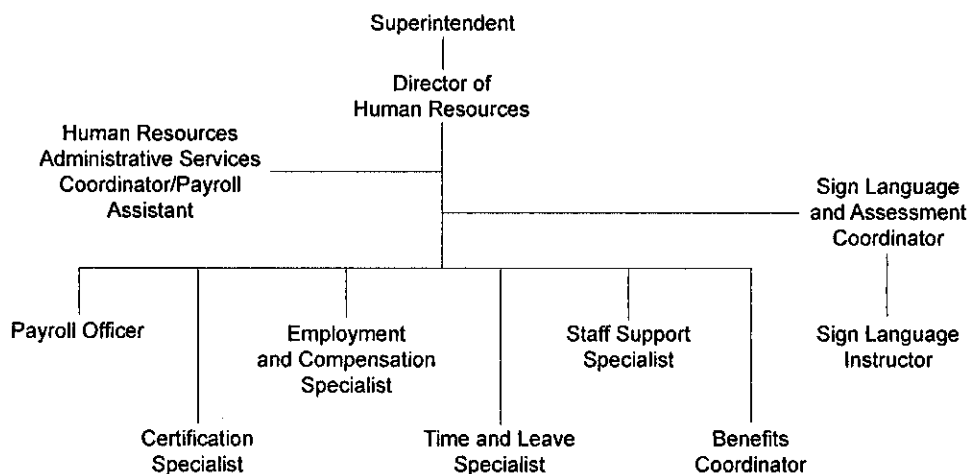 Superintendent
Director of
Human Resources
Human Resources
Administrative Services
Coordinator/Payroll
Assistant
Sign Language
and Assessment
Coordinator
Payroll Officer
Employment
and Compensation
Specialist
Staff Support
Specialist
Sign Language
Instructor
Certification
Specialist
Time and Leave
Specialist
Benefits
Coordinator